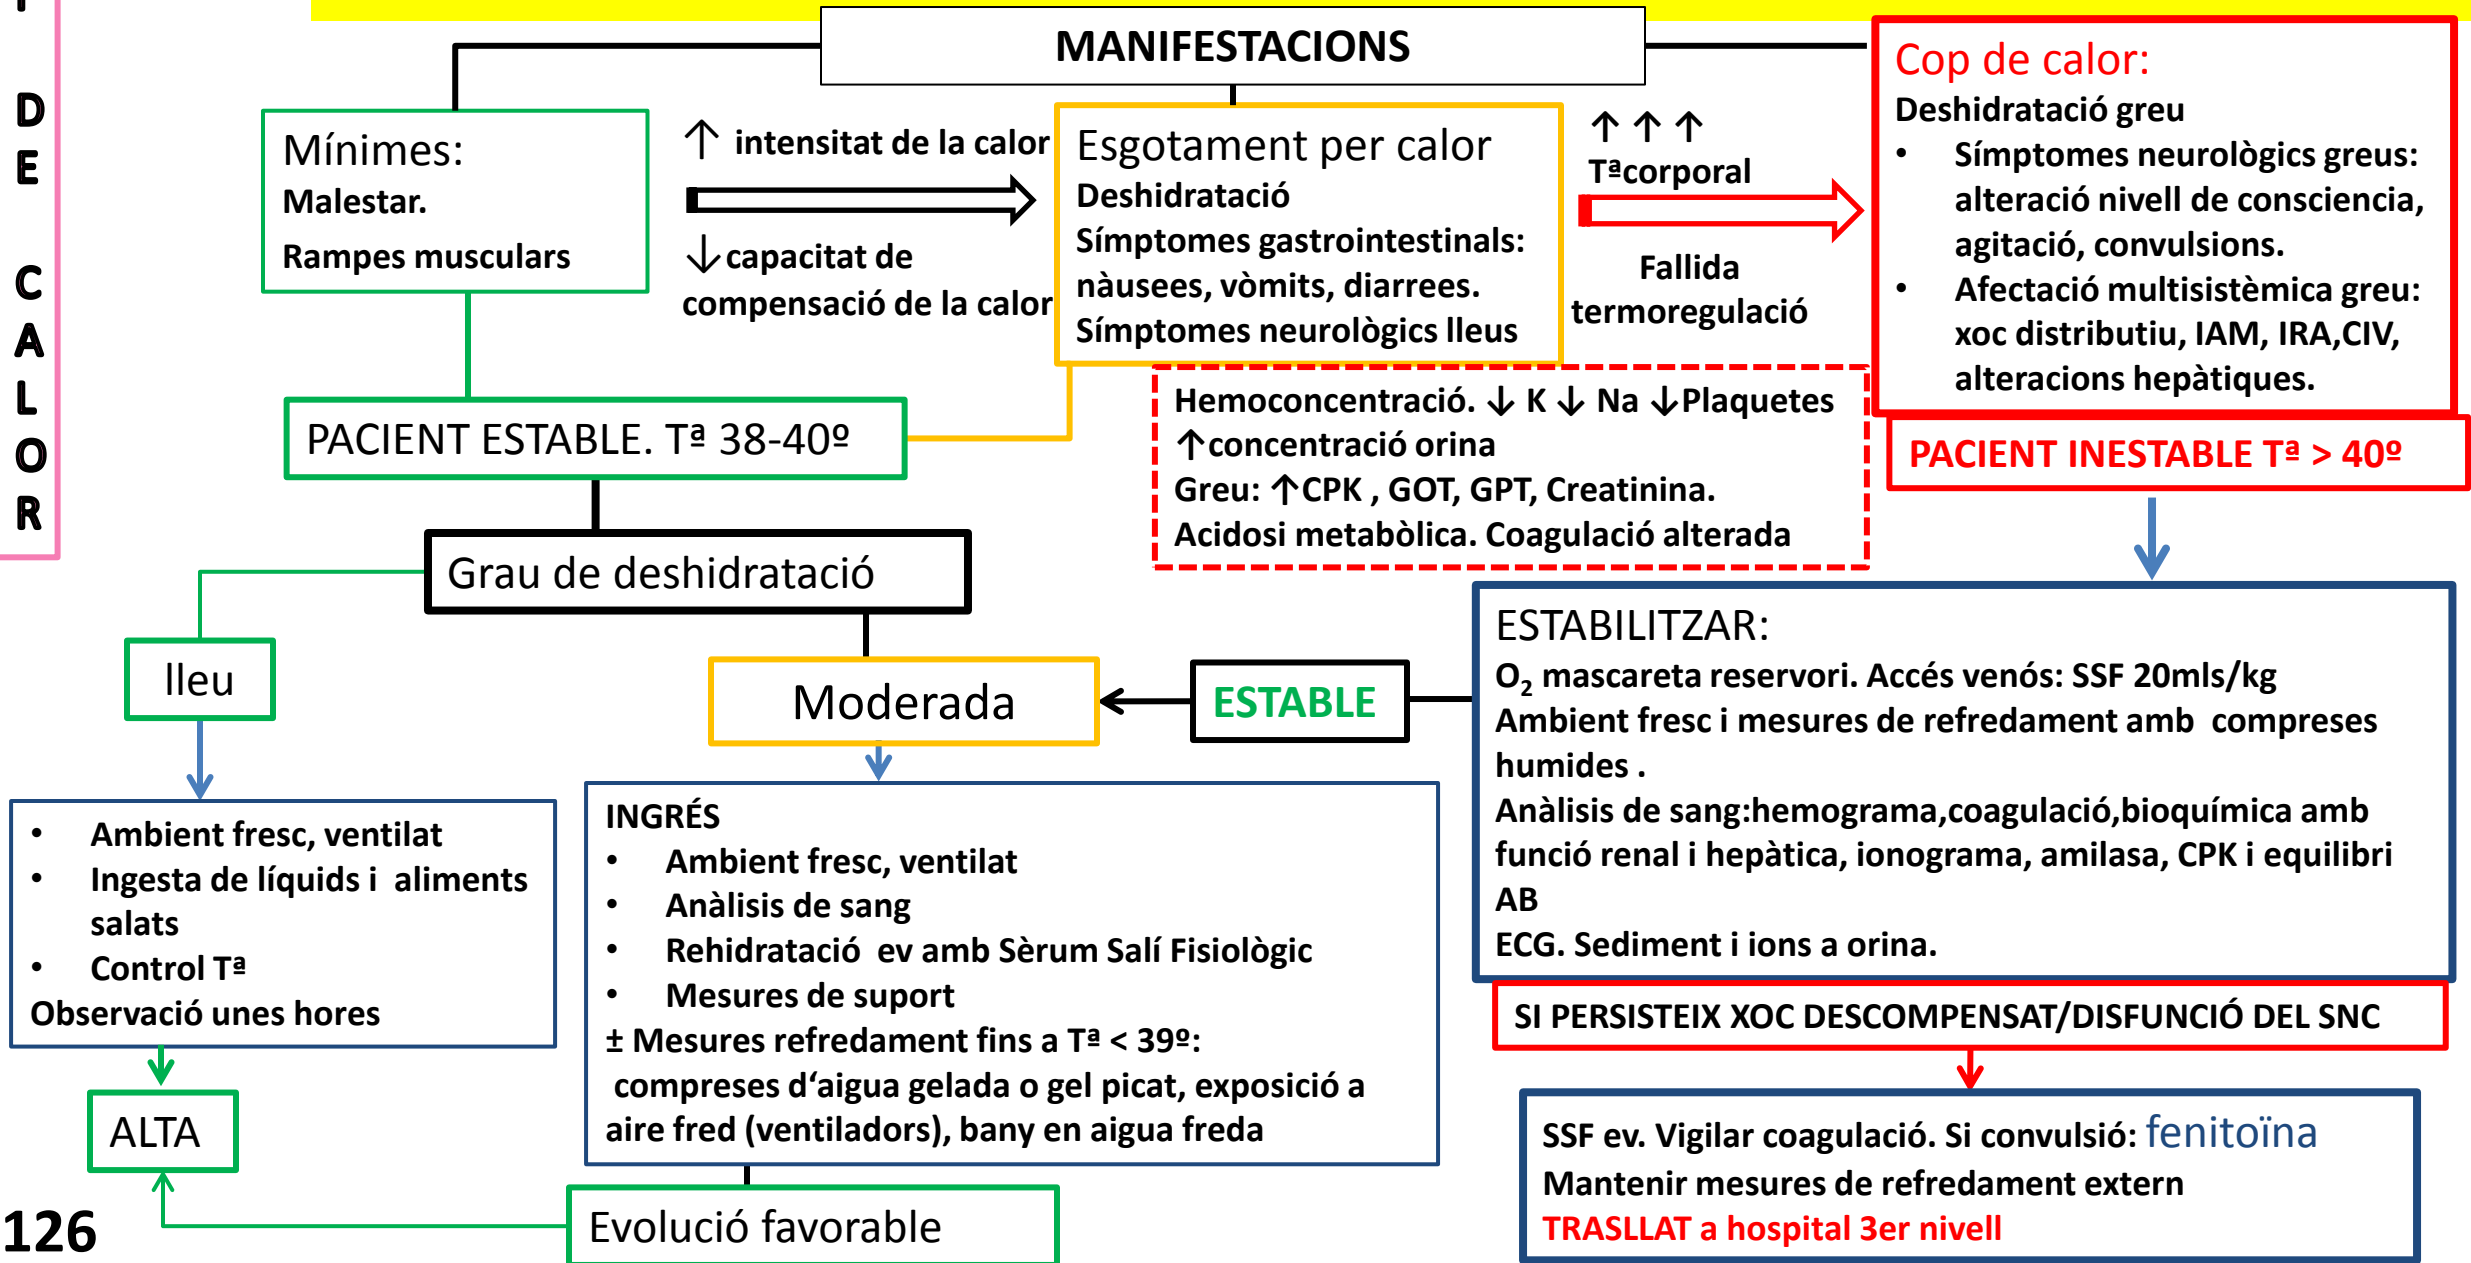 DE
CALOR
MANIFESTACIONS
Mínimes:
Malestar.
Rampes musculars
↑ intensitat de la calor
↓ capacitat de
compensació de la calor
Esgotament per calor
Deshidratació
Símptomes gastrointestinals:
nàusees, vòmits, diarrees.
Símptomes neurològics lleus
↑ ↑ ↑
Tªcorporal
Fallida
termoregulació
Cop de calor:
Deshidratació greu
• Símptomes neurològics greus:
alteració nivell de consciencia,
agitació, convulsions.
• Afectació multisistèmica greu:
xoc distributiu, IAM, IRA,CIV,
alteracions hepàtiques.
PACIENT ESTABLE. Tª 38-40º
Hemoconcentració. ↓ K ↓ Na ↓Plaquetes
↑concentració orina
Greu: ↑CPK , GOT, GPT, Creatinina.
Acidosi metabòlica. Coagulació alterada
PACIENT INESTABLE Tª > 40º
Grau de deshidratació
lleu
Moderada
ESTABLE
ESTABILITZAR:
O₂ mascareta reservori. Accés venós: SSF 20mls/kg
Ambient fresc i mesures de refredament amb compreses
humides .
Anàlisis de sang:hemograma,coagulació,bioquímica amb
funció renal i hepàtica, ionograma, amilasa, CPK i equilibri
AB
ECG. Sediment i ions a orina.
• Ambient fresc, ventilat
• Ingesta de líquids i aliments
salats
• Control Tª
Observació unes hores
INGRÉS
• Ambient fresc, ventilat
• Anàlisis de sang
• Rehidratació ev amb Sèrum Salí Fisiològic
• Mesures de suport
± Mesures refredament fins a Tª < 39º:
compreses d‘aigua gelada o gel picat, exposició a
aire fred (ventiladors), bany en aigua freda
SI PERSISTEIX XOC DESCOMPENSAT/DISFUNCIÓ DEL SNC
ALTA
SSF ev. Vigilar coagulació. Si convulsió: fenitoïna
Mantenir mesures de refredament extern
TRASLLAT a hospital 3er nivell
Evolució favorable
126